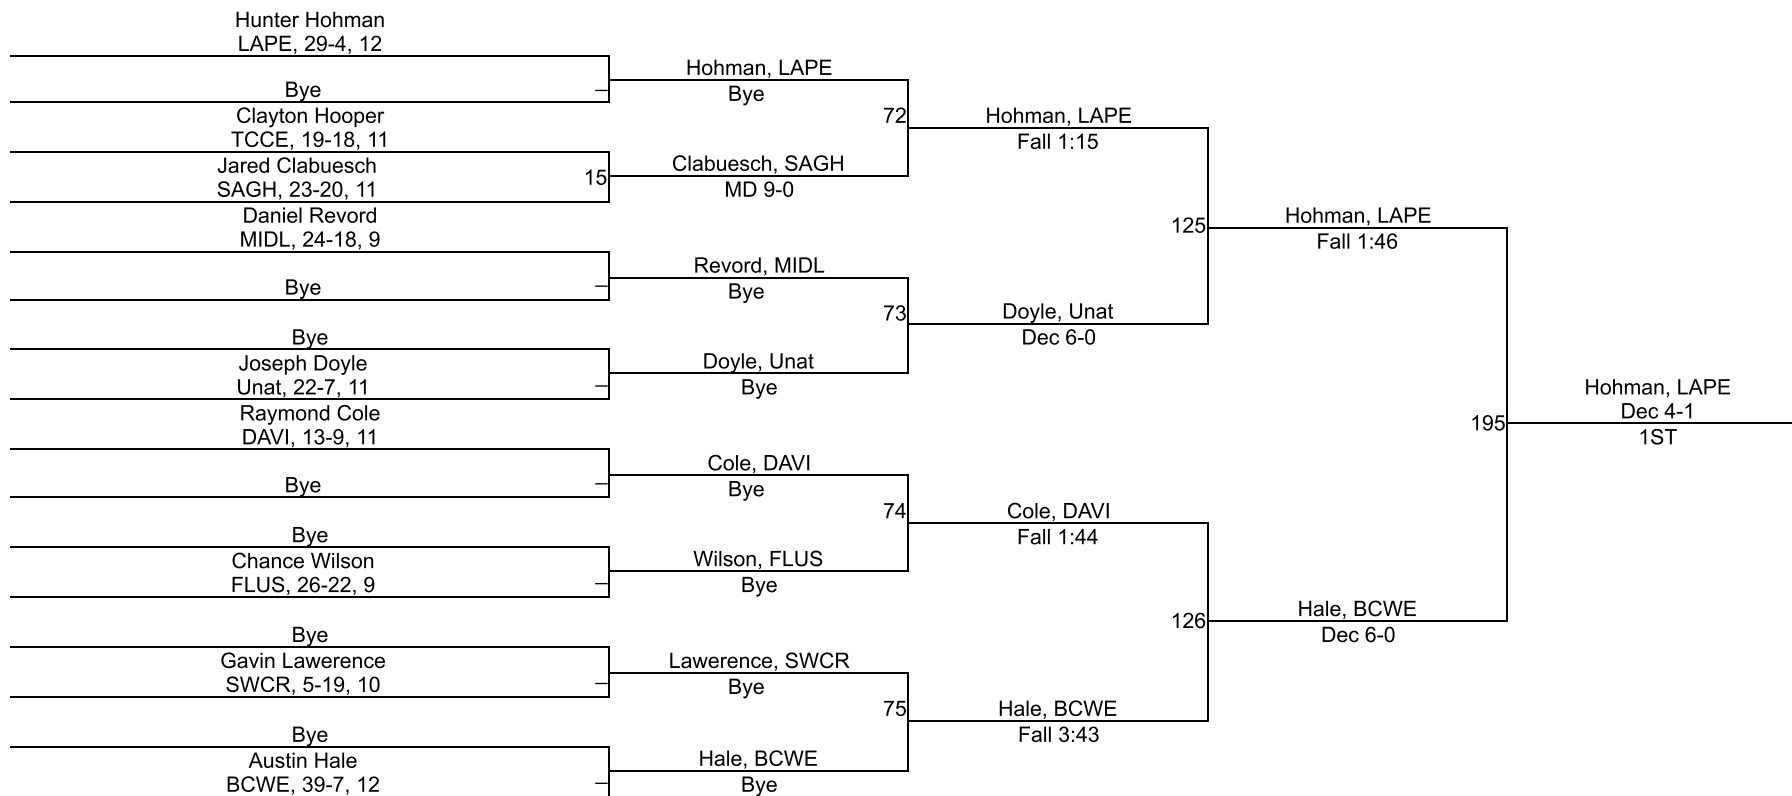 Hunter Hohman
LAPE, 29-4, 12
Bye
–
Clayton Hooper
TCCE, 19-18, 11
Jared Clabuesch
SAGH, 23-20, 11
15
Daniel Revord
MIDL, 24-18, 9
Bye
–
Bye
Joseph Doyle
Unat, 22-7, 11
–
Raymond Cole
DAVI, 13-9, 11
Bye
–
Bye
Chance Wilson
FLUS, 26-22, 9
–
Bye
Gavin Lawerence
SWCR, 5-19, 10
–
Bye
Austin Hale
BCWE, 39-7, 12
–
Hohman, LAPE
Bye
72
Clabuesch, SAGH
MD 9-0
Revord, MIDL
Bye
73
Doyle, Unat
Bye
Cole, DAVI
Bye
74
Wilson, FLUS
Bye
Lawerence, SWCR
Bye
75
Hale, BCWE
Bye
Hohman, LAPE
Fall 1:15
125
Doyle, Unat
Dec 6-0
Cole, DAVI
Fall 1:44
126
Hale, BCWE
Fall 3:43
Hohman, LAPE
Fall 1:46
195
Hale, BCWE
Dec 6-0
Hohman, LAPE
Dec 4-1
1ST